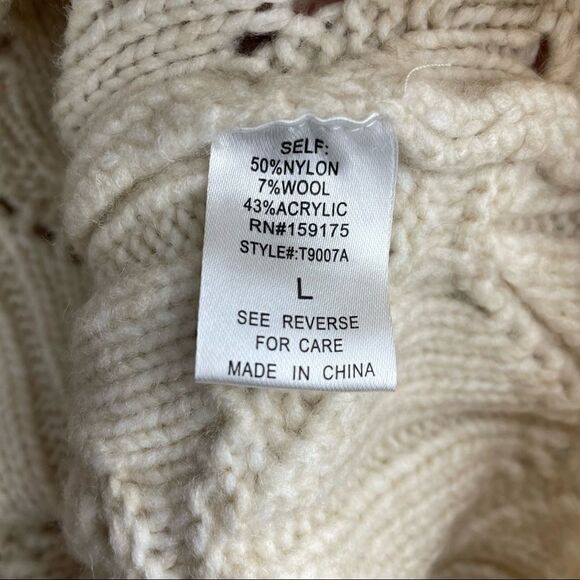 SELF:
50%NYLON
7%WOOL
43%ACRYLIC
RN#159175
STYLE#:T9007A
L
SEE REVERSE
FOR CARE
MADE IN CHINA